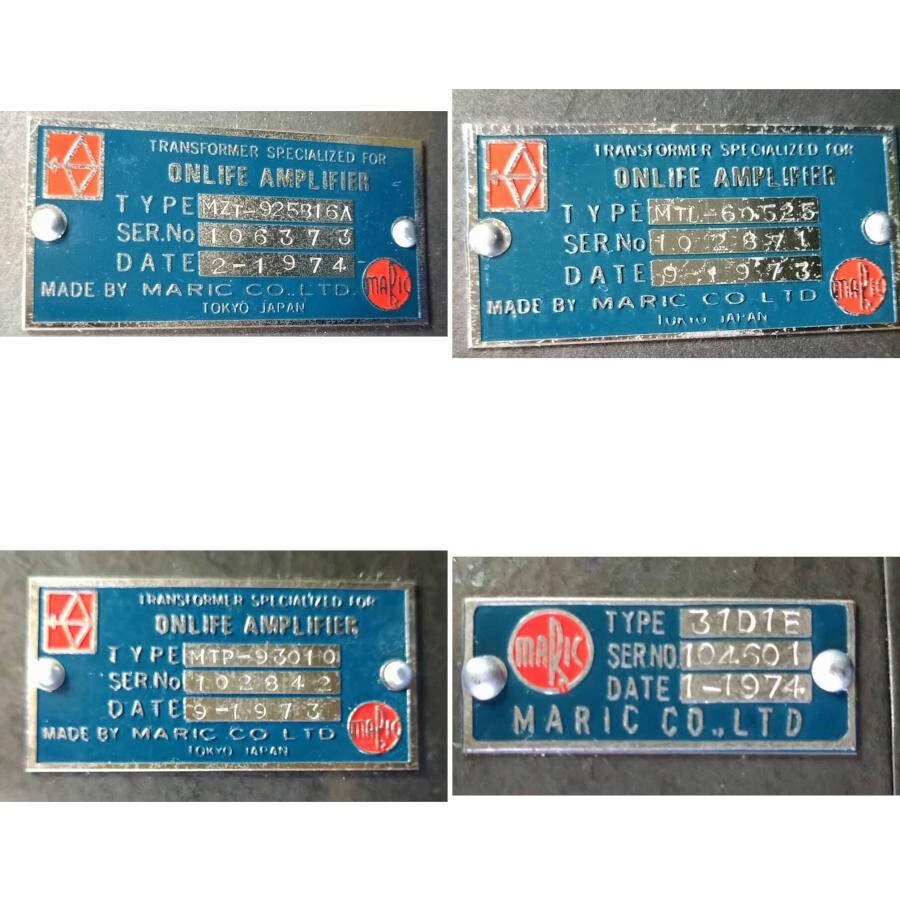 TRANSFORMER SPECIALIZED FOR
ONLIFE AMPLIFIER
TYPE MZT-925B16A
SER.No 106373
DATE 2-1974
MADE BY MARIC CO.,LTD.
TOKYO JAPAN
MARIC
TRANSFORMER SPECIALIZED FOR
ONLIFE AMPLIFIER
TYPE MTL-60525
SER.No 102871
DATE 9-1973
MADE BY MARIC CO LTD
TOKYO JAPAN
MARIC
TRANSFORMER SPECIALIZED FOR
ONLIFE AMPLIFIER
TYPE MTP-93010
SER.No 102842
DATE 9-1973
MADE BY MARIC CO LTD
TOKYO JAPAN
MARIC
MARIC
TYPE 31D1E
SER.NO. 104601
DATE 1-1974
MARIC CO.,LTD